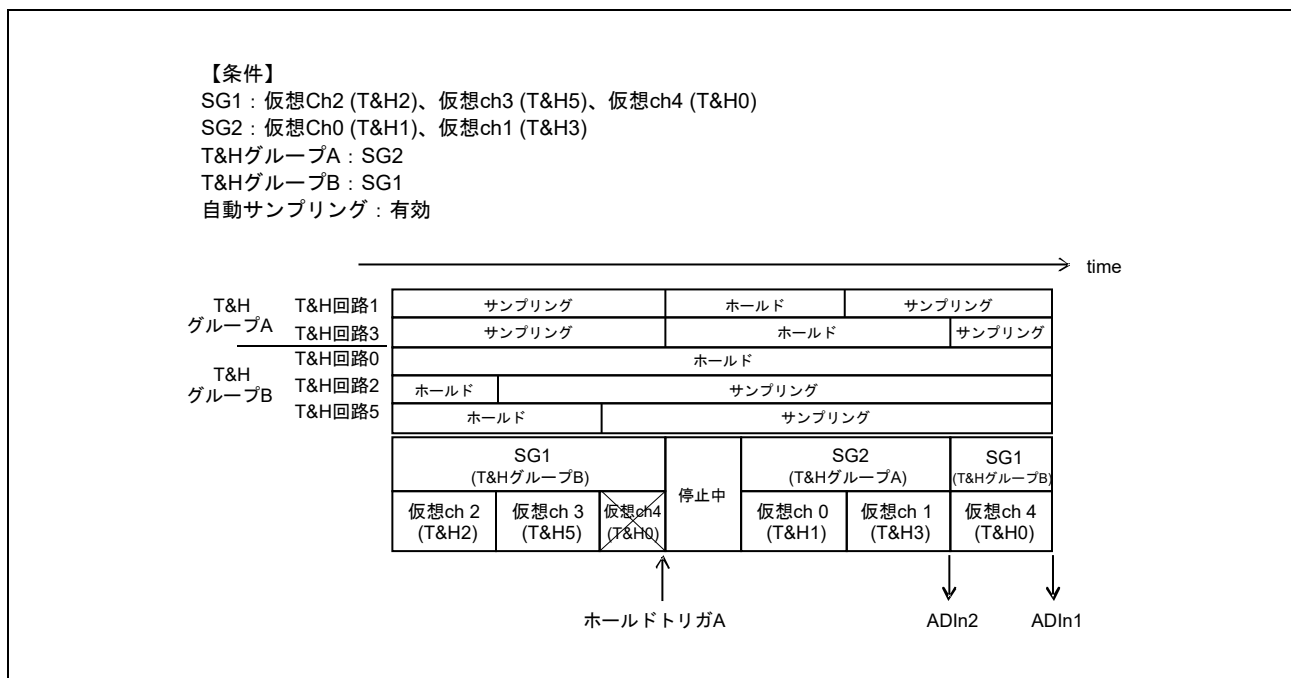 【条件】
SG1：仮想Ch2 (T&H2)、仮想ch3 (T&H5)、仮想ch4 (T&H0)
SG2：仮想Ch0 (T&H1)、仮想ch1 (T&H3)
T&HグループA：SG2
T&HグループB：SG1
自動サンプリング：有効
time
T&H
グループA
T&H回路1 サンプリング ホールド サンプリング
T&H回路3 サンプリング ホールド サンプリング
T&H
グループB
T&H回路0 ホールド
T&H回路2 ホールド サンプリング
T&H回路5 ホールド サンプリング
SG1
(T&HグループB)
停止中
SG2
(T&HグループA)
SG1
(T&HグループB)
仮想ch 2
(T&H2)
仮想ch 3
(T&H5)
仮想ch4
(T&H0)
仮想ch 0
(T&H1)
仮想ch 1
(T&H3)
仮想ch 4
(T&H0)
ホールドトリガA ADIn2 ADIn1